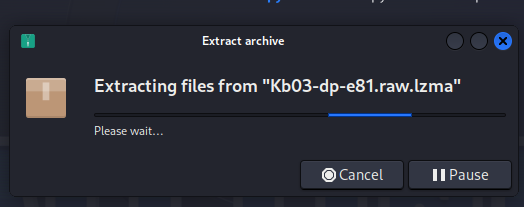 Extract archive
Extracting files from "Kb03-dp-e81.raw.lzma"
Please wait...
Cancel
Pause